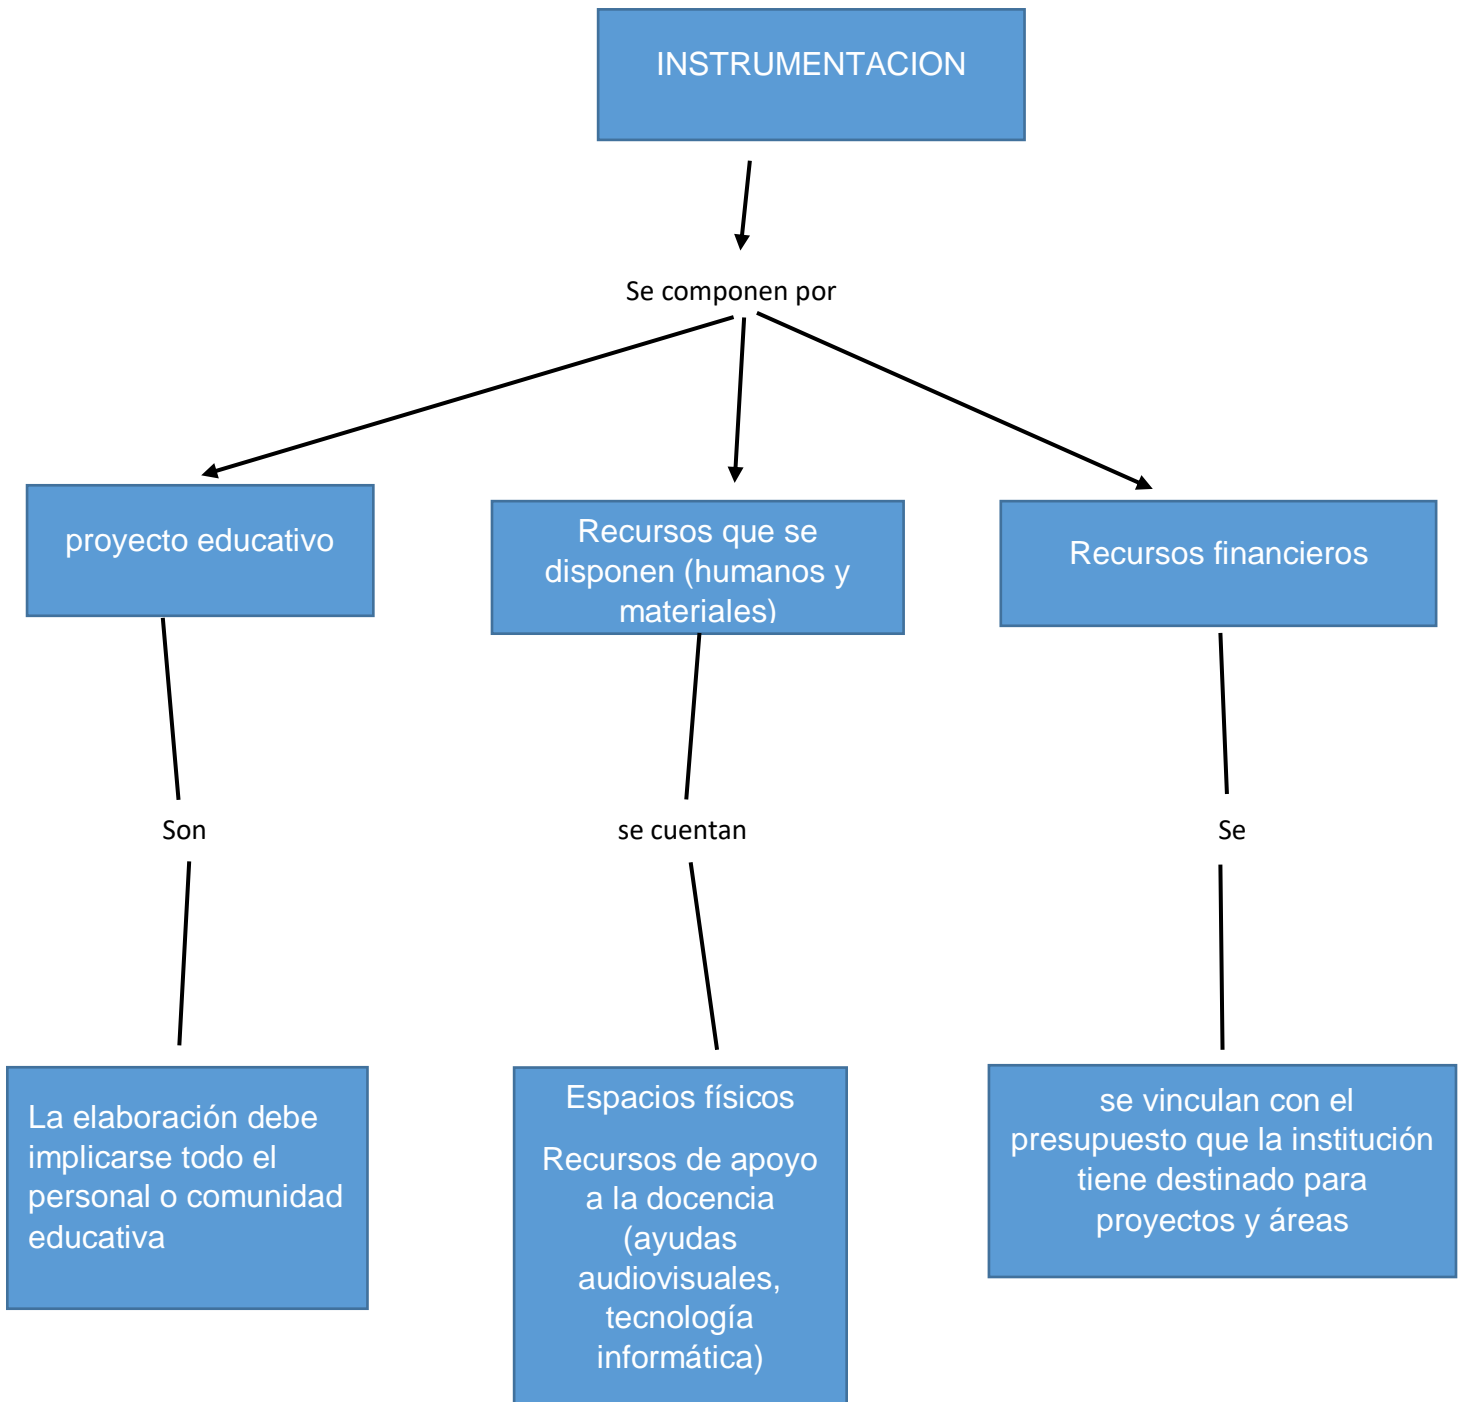 INSTRUMENTACION
Se componen por
proyecto educativo
Recursos que se
disponen (humanos y
materiales)
Recursos financieros
Son
se cuentan
Se
La elaboración debe
implicarse todo el
personal o comunidad
educativa
Espacios físicos
Recursos de apoyo
a la docencia
(ayudas
audiovisuales,
tecnología
informática)
se vinculan con el
presupuesto que la institución
tiene destinado para
proyectos y áreas